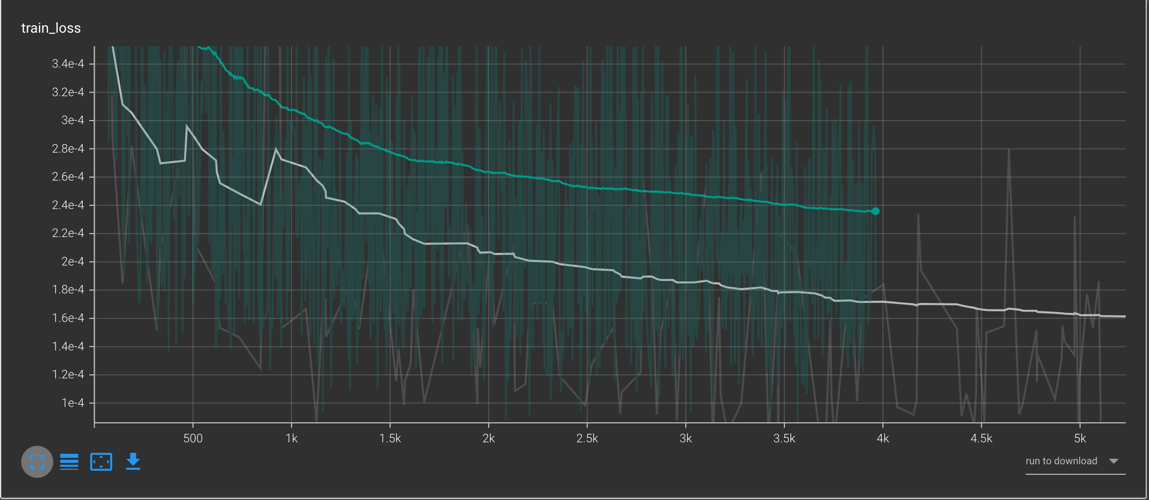 train_loss
3.4e-4
3.2e-4
3e-4
2.8e-4
2.6e-4
2.4e-4
2.2e-4
2e-4
1.8e-4
1.6e-4
1.4e-4
1.2e-4
1e-4
500 1k 1.5k 2k 2.5k 3k 3.5k 4k 4.5k 5k
run to download